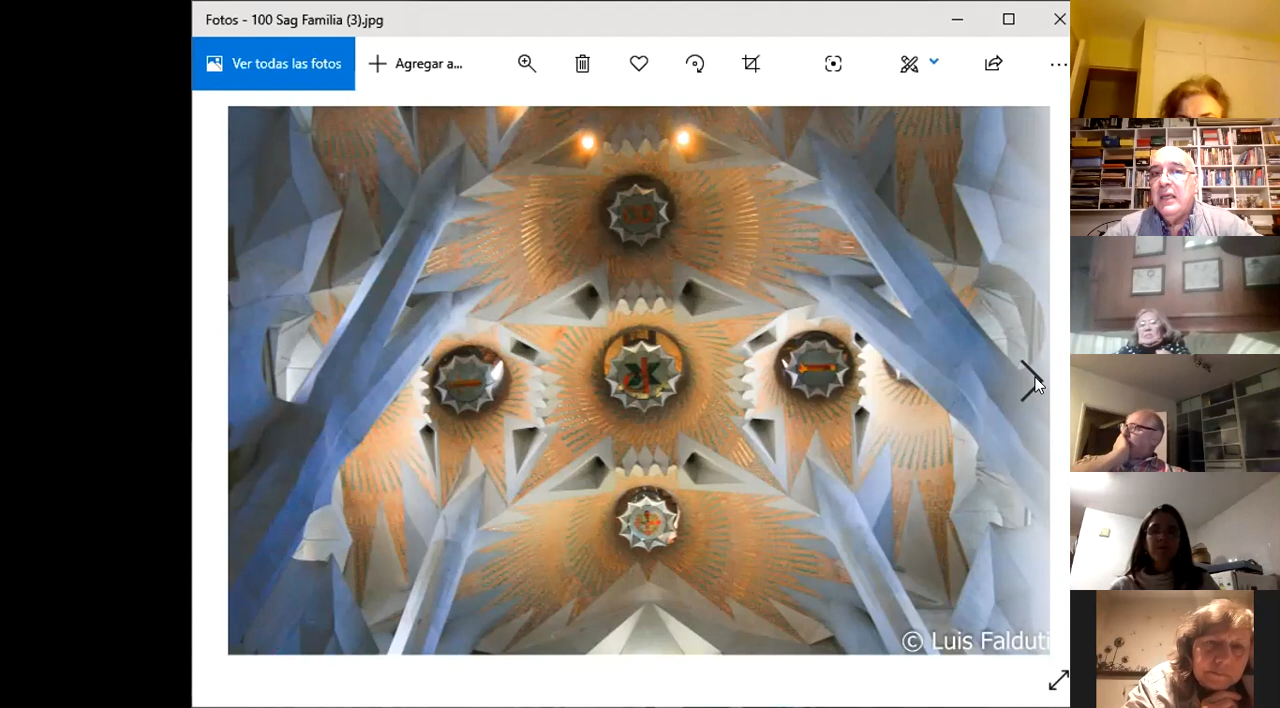 Fotos - 100 Sag Familia (3).jpg
Ver todas las fotos
Agregar a...
© Luis Falduti